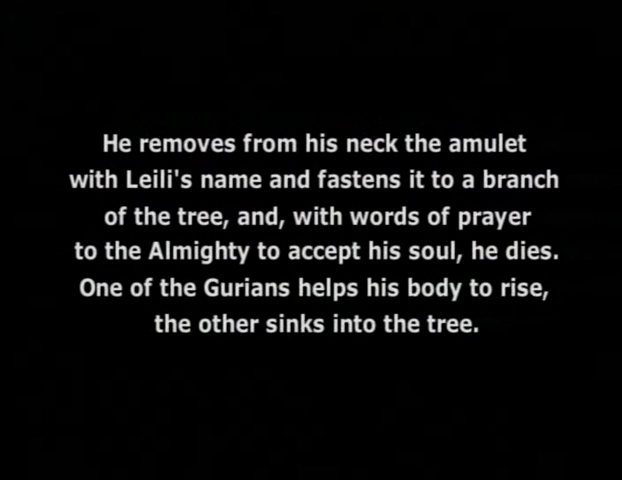 He removes from his neck the amulet
with Leili's name and fastens it to a branch
of the tree, and, with words of prayer
to the Almighty to accept his soul, he dies.
One of the Gurians helps his body to rise,
the other sinks into the tree.